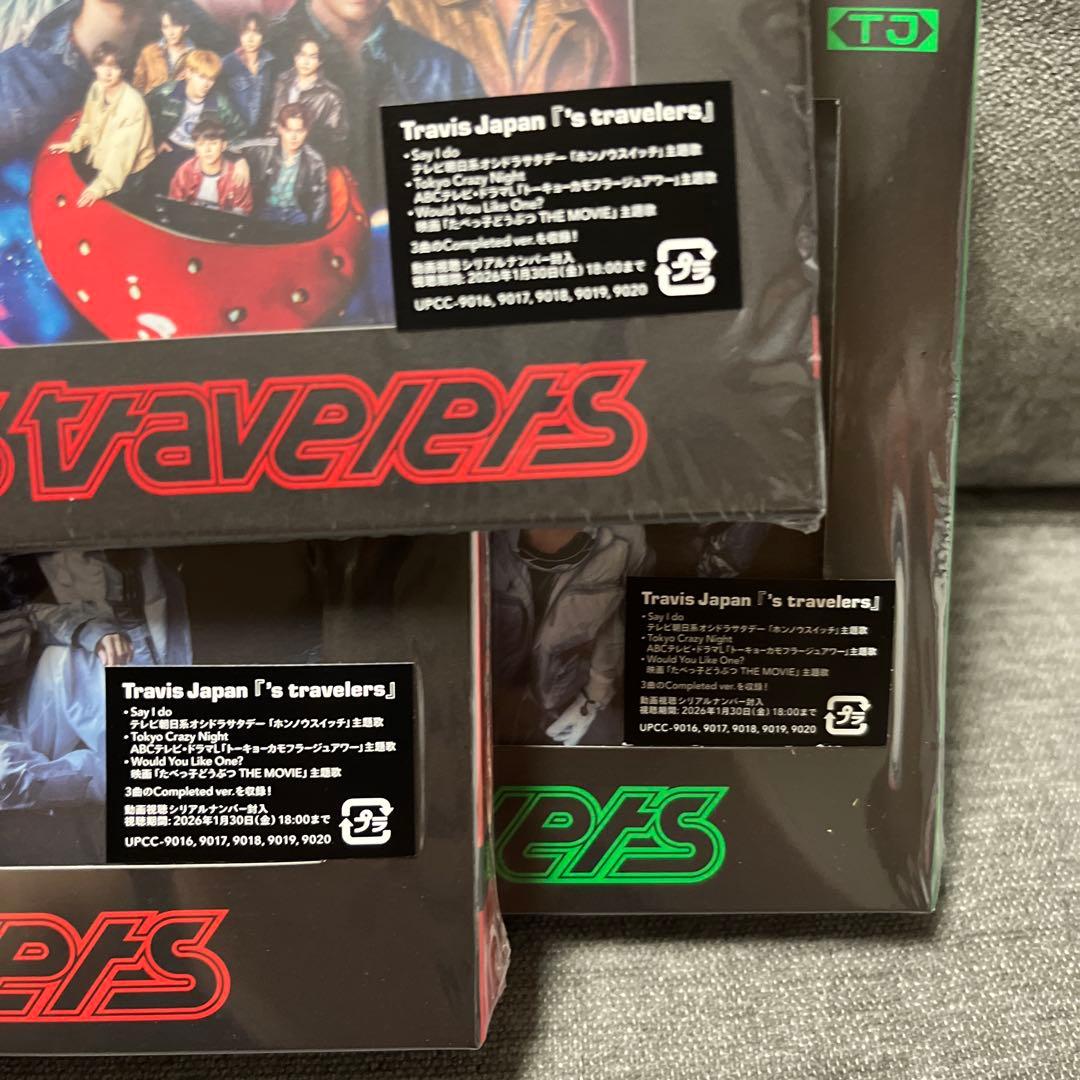 TJ
Travis Japan『's travelers』
・Say I do
テレビ朝日系オシドラサタデー「ホンノウスイッチ」主題歌
・Tokyo Crazy Night
ABCテレビ・ドラマL「トーキョーカモフラージュアワー」主題歌
・Would You Like One?
映画「たべっ子どうぶつ THE MOVIE」主題歌
3曲のCompleted ver.を収録!
動画視聴シリアルナンバー封入
視聴期間: 2026年1月30日(金) 18:00まで
プラ
UPCC-9016, 9017, 9018, 9019, 9020
s travelers
Travis Japan『's travelers』
・Say I do
テレビ朝日系オシドラサタデー「ホンノウスイッチ」主題歌
・Tokyo Crazy Night
ABCテレビ・ドラマL「トーキョーカモフラージュアワー」主題歌
・Would You Like One?
映画「たべっ子どうぶつ THE MOVIE」主題歌
3曲のCompleted ver.を収録!
動画視聴シリアルナンバー封入
視聴期間: 2026年1月30日(金) 18:00まで
プラ
UPCC-9016, 9017, 9018, 9019, 9020
elers
Travis Japan『's travelers』
・Say I do
テレビ朝日系オシドラサタデー「ホンノウスイッチ」主題歌
・Tokyo Crazy Night
ABCテレビ・ドラマL「トーキョーカモフラージュアワー」主題歌
・Would You Like One?
映画「たべっ子どうぶつ THE MOVIE」主題歌
3曲のCompleted ver.を収録!
動画視聴シリアルナンバー封入
視聴期間: 2026年1月30日(金) 18:00まで
プラ
UPCC-9016, 9017, 9018, 9019, 9020
lers